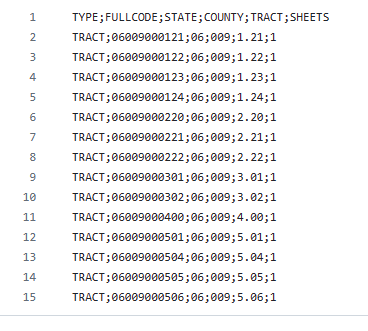 1 TYPE;FULLCODE;STATE;COUNTY;TRACT;SHEETS
2 TRACT;06009000121;06;009;1.21;1
3 TRACT;06009000122;06;009;1.22;1
4 TRACT;06009000123;06;009;1.23;1
5 TRACT;06009000124;06;009;1.24;1
6 TRACT;06009000220;06;009;2.20;1
7 TRACT;06009000221;06;009;2.21;1
8 TRACT;06009000222;06;009;2.22;1
9 TRACT;06009000301;06;009;3.01;1
10 TRACT;06009000302;06;009;3.02;1
11 TRACT;06009000400;06;009;4.00;1
12 TRACT;06009000501;06;009;5.01;1
13 TRACT;06009000504;06;009;5.04;1
14 TRACT;06009000505;06;009;5.05;1
15 TRACT;06009000506;06;009;5.06;1